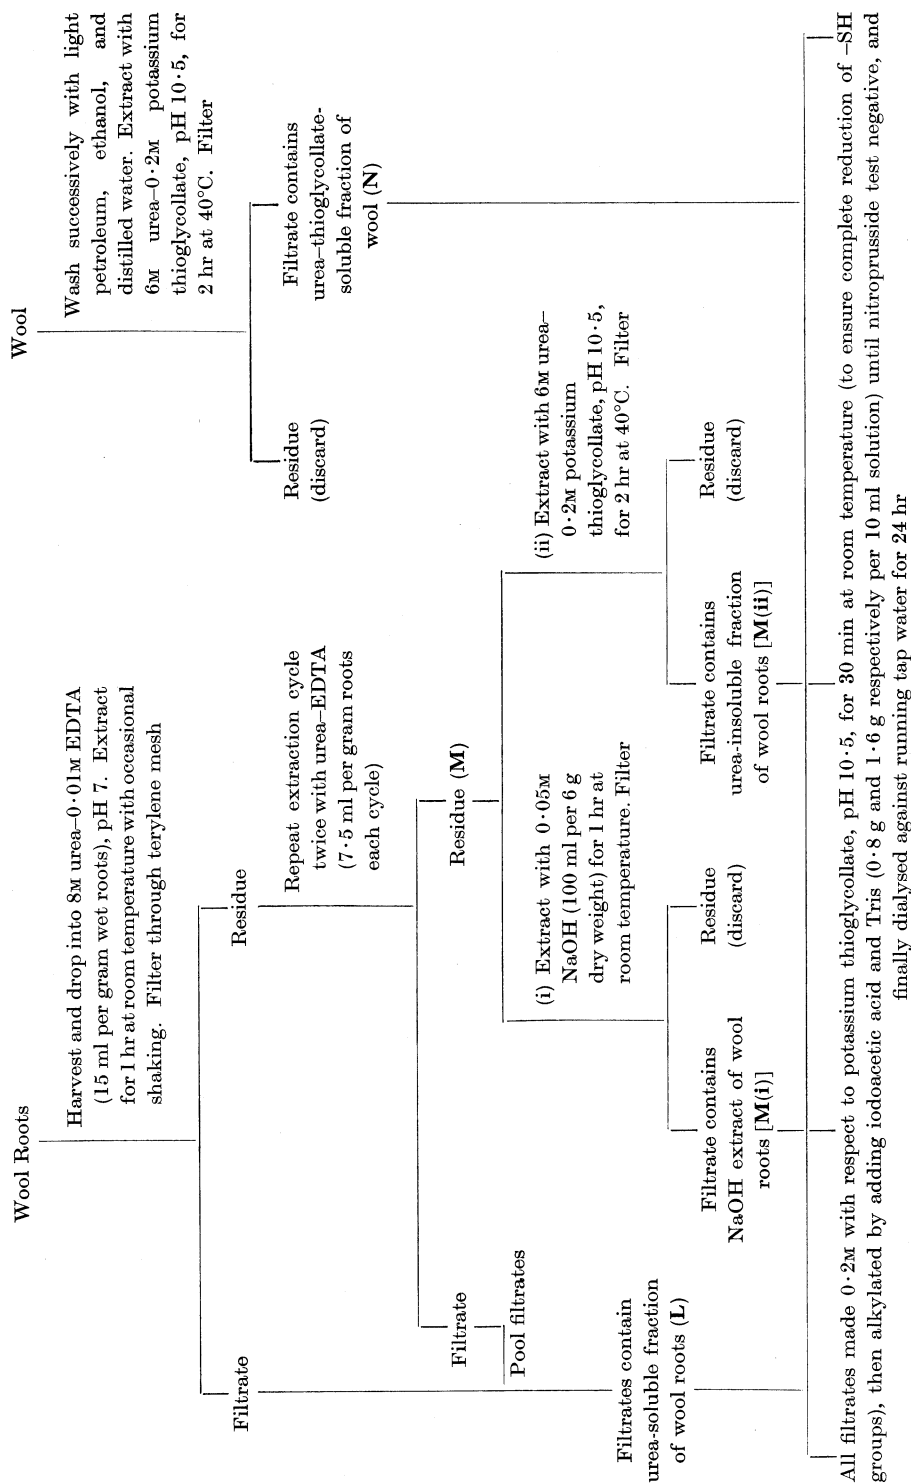 Wool Roots
Harvest and drop into 8M urea–0·01M EDTA
(15 ml per gram wet roots), pH 7. Extract
for 1 hr at room temperature with occasional
shaking. Filter through terylene mesh
Filtrate
Residue
Repeat extraction cycle
twice with urea–EDTA
(7·5 ml per gram roots
each cycle)
Filtrate
Pool filtrates
Residue (M)
Filtrates contain
urea-soluble fraction
of wool roots (L)
(i) Extract with 0·05M
NaOH (100 ml per 6 g
dry weight) for 1 hr at
room temperature. Filter
(ii) Extract with 6M urea–
0·2M potassium
thioglycollate, pH 10·5,
for 2 hr at 40°C. Filter
Filtrate contains
NaOH extract of wool
roots [M(i)]
Residue
(discard)
Filtrate contains
urea-insoluble fraction
of wool roots [M(ii)]
Residue
(discard)
Wool
Wash successively with light
petroleum, ethanol, and
distilled water. Extract with
6M urea–0·2M potassium
thioglycollate, pH 10·5, for
2 hr at 40°C. Filter
Residue
(discard)
Filtrate contains
urea–thioglycollate-
soluble fraction of
wool (N)
All filtrates made 0·2M with respect to potassium thioglycollate, pH 10·5, for 30 min at room temperature (to ensure complete reduction of –SH
groups), then alkylated by adding iodoacetic acid and Tris (0·8 g and 1·6 g respectively per 10 ml solution) until nitroprusside test negative, and
finally dialysed against running tap water for 24 hr